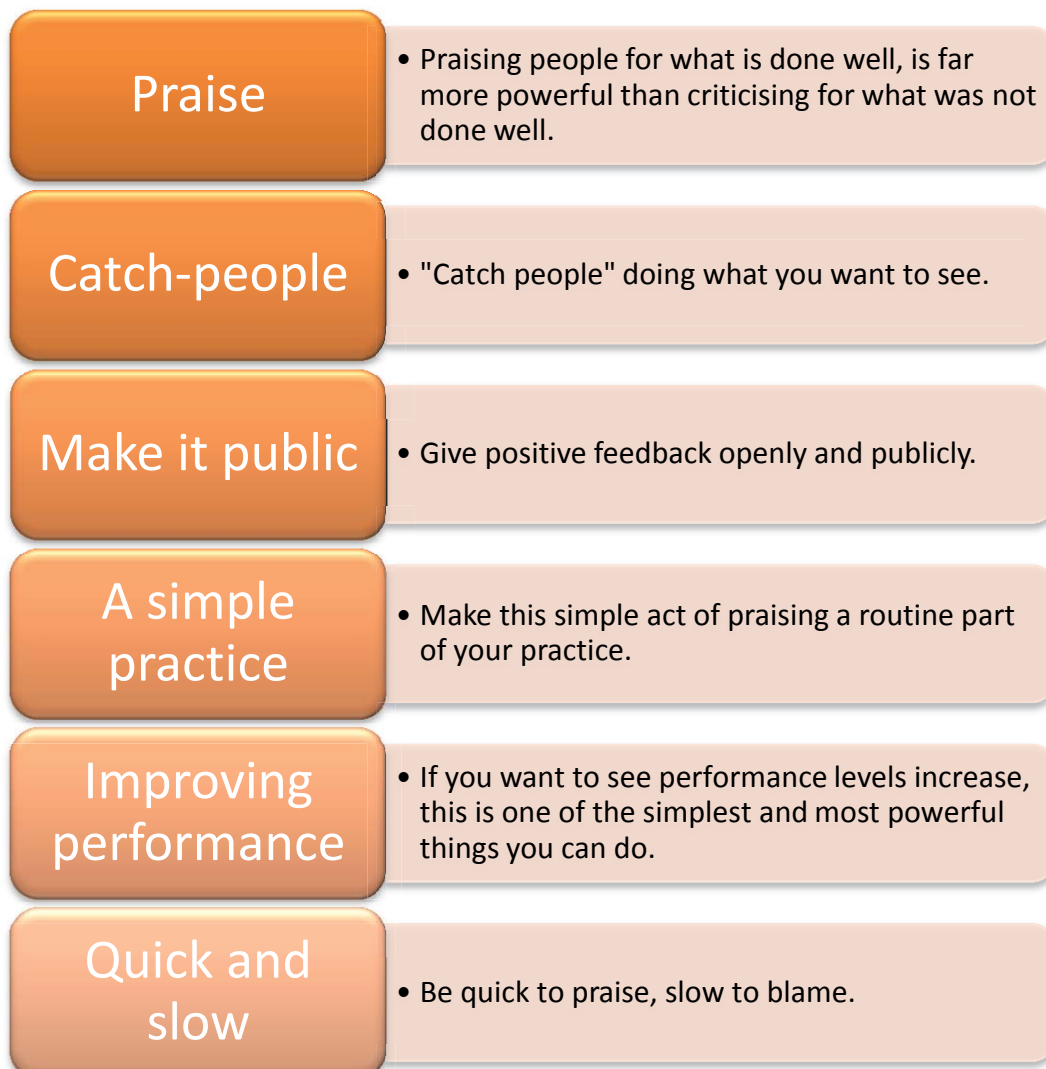 Praise
• Praising people for what is done well, is far
more powerful than criticising for what was not
done well.
Catch-people
• "Catch people" doing what you want to see.
Make it public
• Give positive feedback openly and publicly.
A simple
practice
• Make this simple act of praising a routine part
of your practice.
Improving
performance
• If you want to see performance levels increase,
this is one of the simplest and most powerful
things you can do.
Quick and
slow
• Be quick to praise, slow to blame.